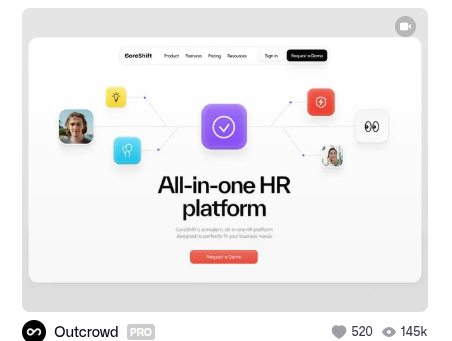 CoreShift Product Features Pricing Resources Sign in Request a Demo
All-in-one HR
platform
CoreShift is a modern, all-in-one HR platform
designed to perfectly fit your business needs.
Request a Demo
Outcrowd PRO 520 145k